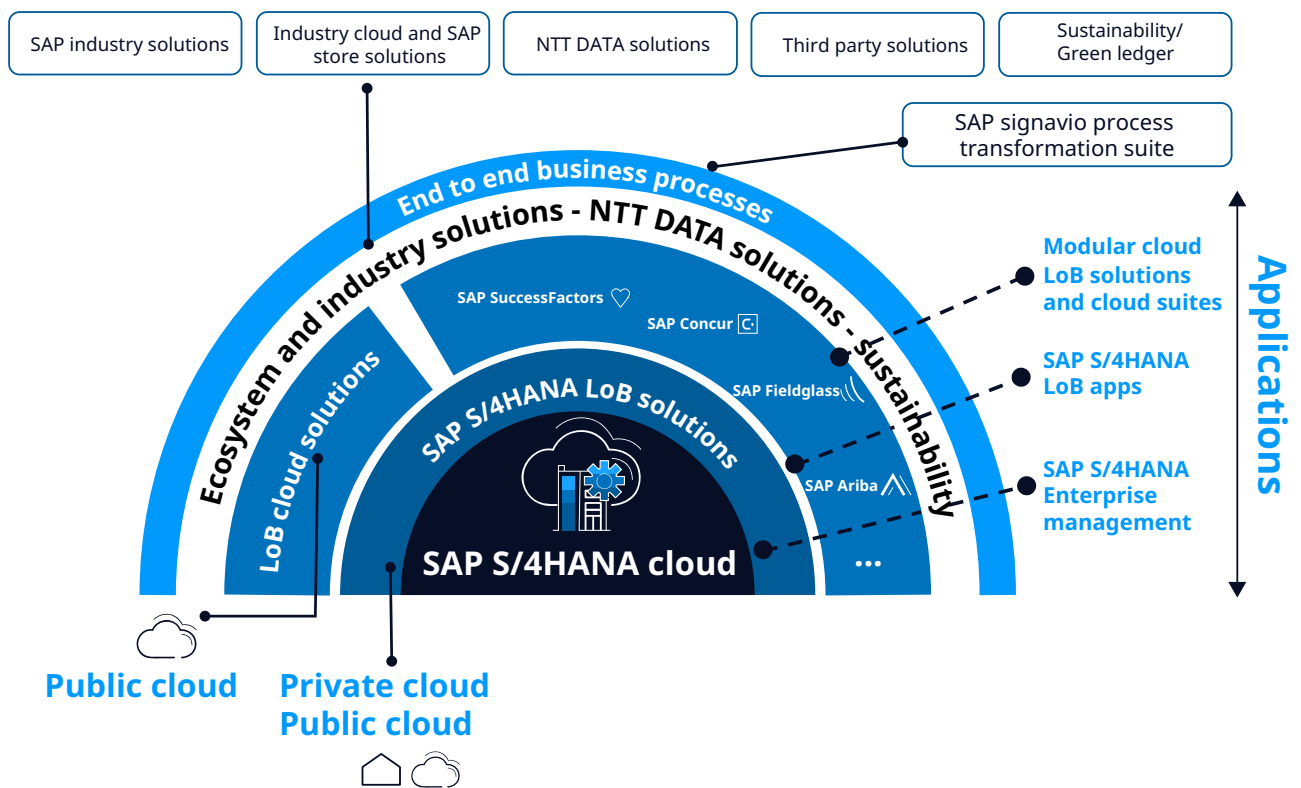 SAP industry solutions
Industry cloud and SAP
store solutions
NTT DATA solutions
Third party solutions
Sustainability/
Green ledger
SAP signavio process
transformation suite
End to end business processes
Ecosystem and industry solutions - NTT DATA solutions - sustainability
Modular cloud
LoB solutions
and cloud suites
SAP SuccessFactors
SAP Concur
C
SAP Fieldglass
SAP Ariba
...
LoB cloud solutions
SAP S/4HANA LoB solutions
SAP S/4HANA cloud
SAP S/4HANA
LoB apps
SAP S/4HANA
Enterprise
management
Applications
Public cloud
Private cloud
Public cloud